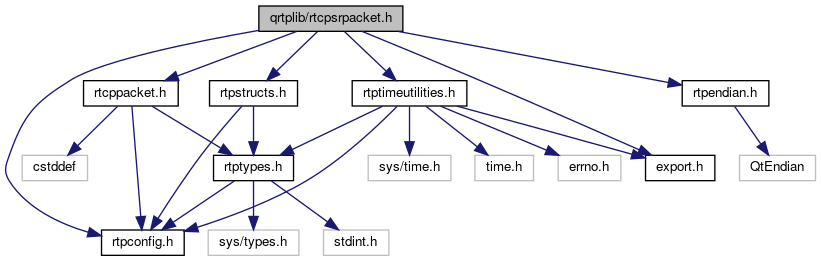 qrtplib/rtcpsrpacket.h
rtcppacket.h
rtpstructs.h
rtptimeutilities.h
rtpendian.h
cstddef
rtptypes.h
sys/time.h
time.h
errno.h
export.h
QtEndian
rtpconfig.h
sys/types.h
stdint.h